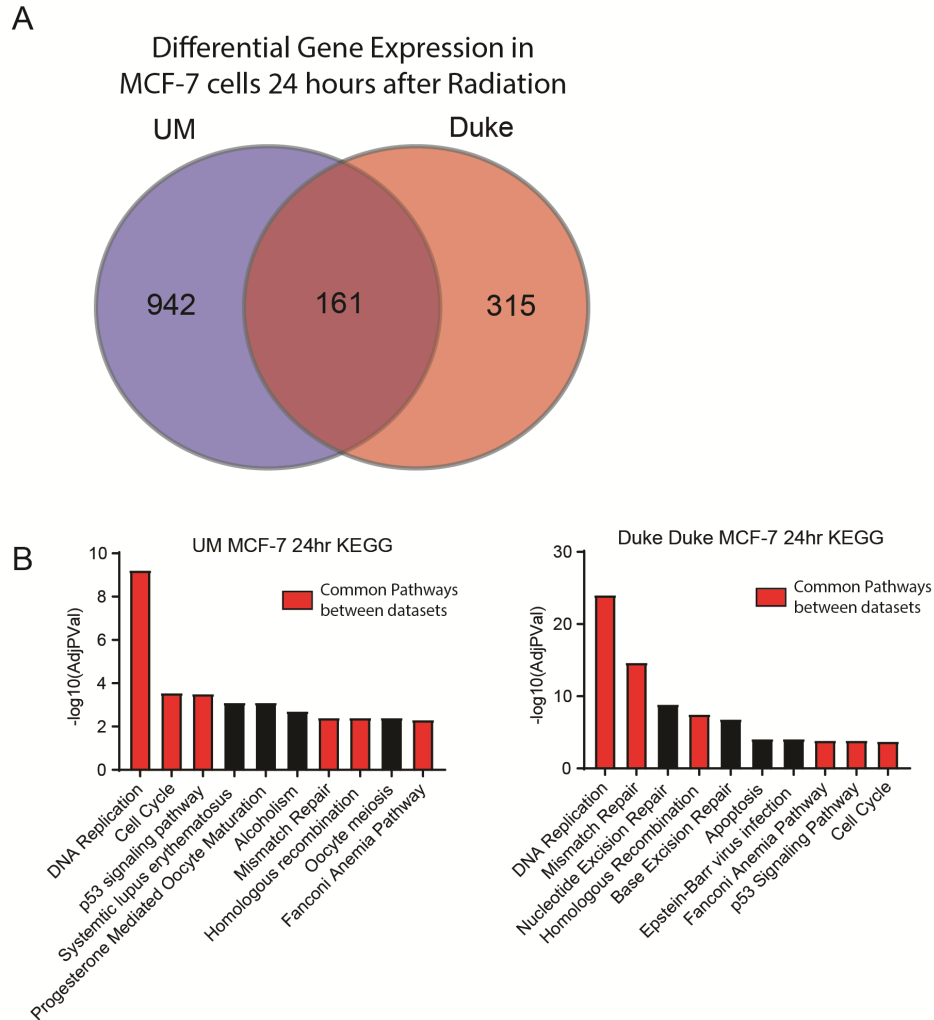 A
Differential Gene Expression in
MCF-7 cells 24 hours after Radiation
UM
Duke
942
161
315
B
UM MCF-7 24hr KEGG
Common Pathways
between datasets
-log10(AdjPVal)
10
8
6
4
2
0
DNA Replication
Cell Cycle
p53 signaling pathway
Systemtic lupus erythematosus
Progesterone Mediated Oocyte Maturation
Alcoholism
Mismatch Repair
Homologous recombination
Oocyte meiosis
Fanconi Anemia Pathway
Duke Duke MCF-7 24hr KEGG
Common Pathways
between datasets
-log10(AdjPVal)
30
20
10
0
DNA Replication
Mismatch Repair
Nucleotide Excision Repair
Homologous Recombination
Base Excision Repair
Apoptosis
Epstein-Barr virus infection
Fanconi Anemia Pathway
p53 Signaling Pathway
Cell Cycle